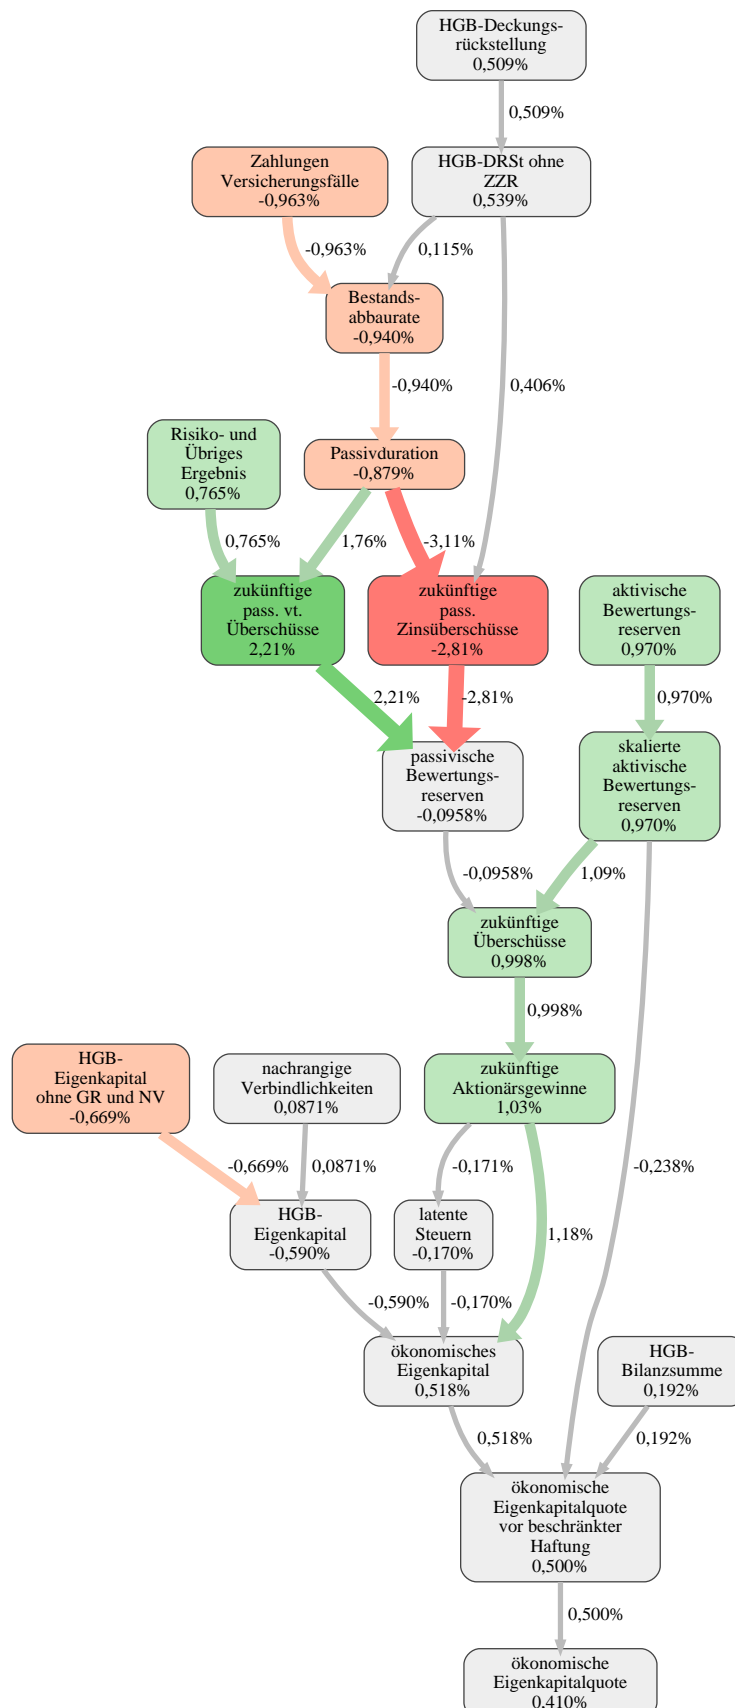 HGB-Deckungs-
rückstellung
0,509%
0,509%
Zahlungen
Versicherungsfälle
-0,963%
HGB-DRSt ohne
ZZR
0,539%
-0,963%
0,115%
Bestands-
abbaurate
-0,940%
-0,940%
0,406%
Risiko- und
Übriges
Ergebnis
0,765%
Passivduration
-0,879%
0,765%
1,76%
-3,11%
zukünftige
pass. vt.
Überschüsse
2,21%
zukünftige
pass.
Zinsüberschüsse
-2,81%
aktivische
Bewertungs-
reserven
0,970%
2,21%
-2,81%
0,970%
passivische
Bewertungs-
reserven
-0,0958%
skalierte
aktivische
Bewertungs-
reserven
0,970%
-0,0958%
1,09%
zukünftige
Überschüsse
0,998%
0,998%
HGB-
Eigenkapital
ohne GR und NV
-0,669%
nachrangige
Verbindlichkeiten
0,0871%
zukünftige
Aktionärsgewinne
1,03%
-0,669%
0,0871%
-0,171%
-0,238%
HGB-
Eigenkapital
-0,590%
latente
Steuern
-0,170%
1,18%
-0,590%
-0,170%
ökonomisches
Eigenkapital
0,518%
HGB-
Bilanzsumme
0,192%
0,518%
0,192%
ökonomische
Eigenkapitalquote
vor beschränkter
Haftung
0,500%
0,500%
ökonomische
Eigenkapitalquote
0,410%